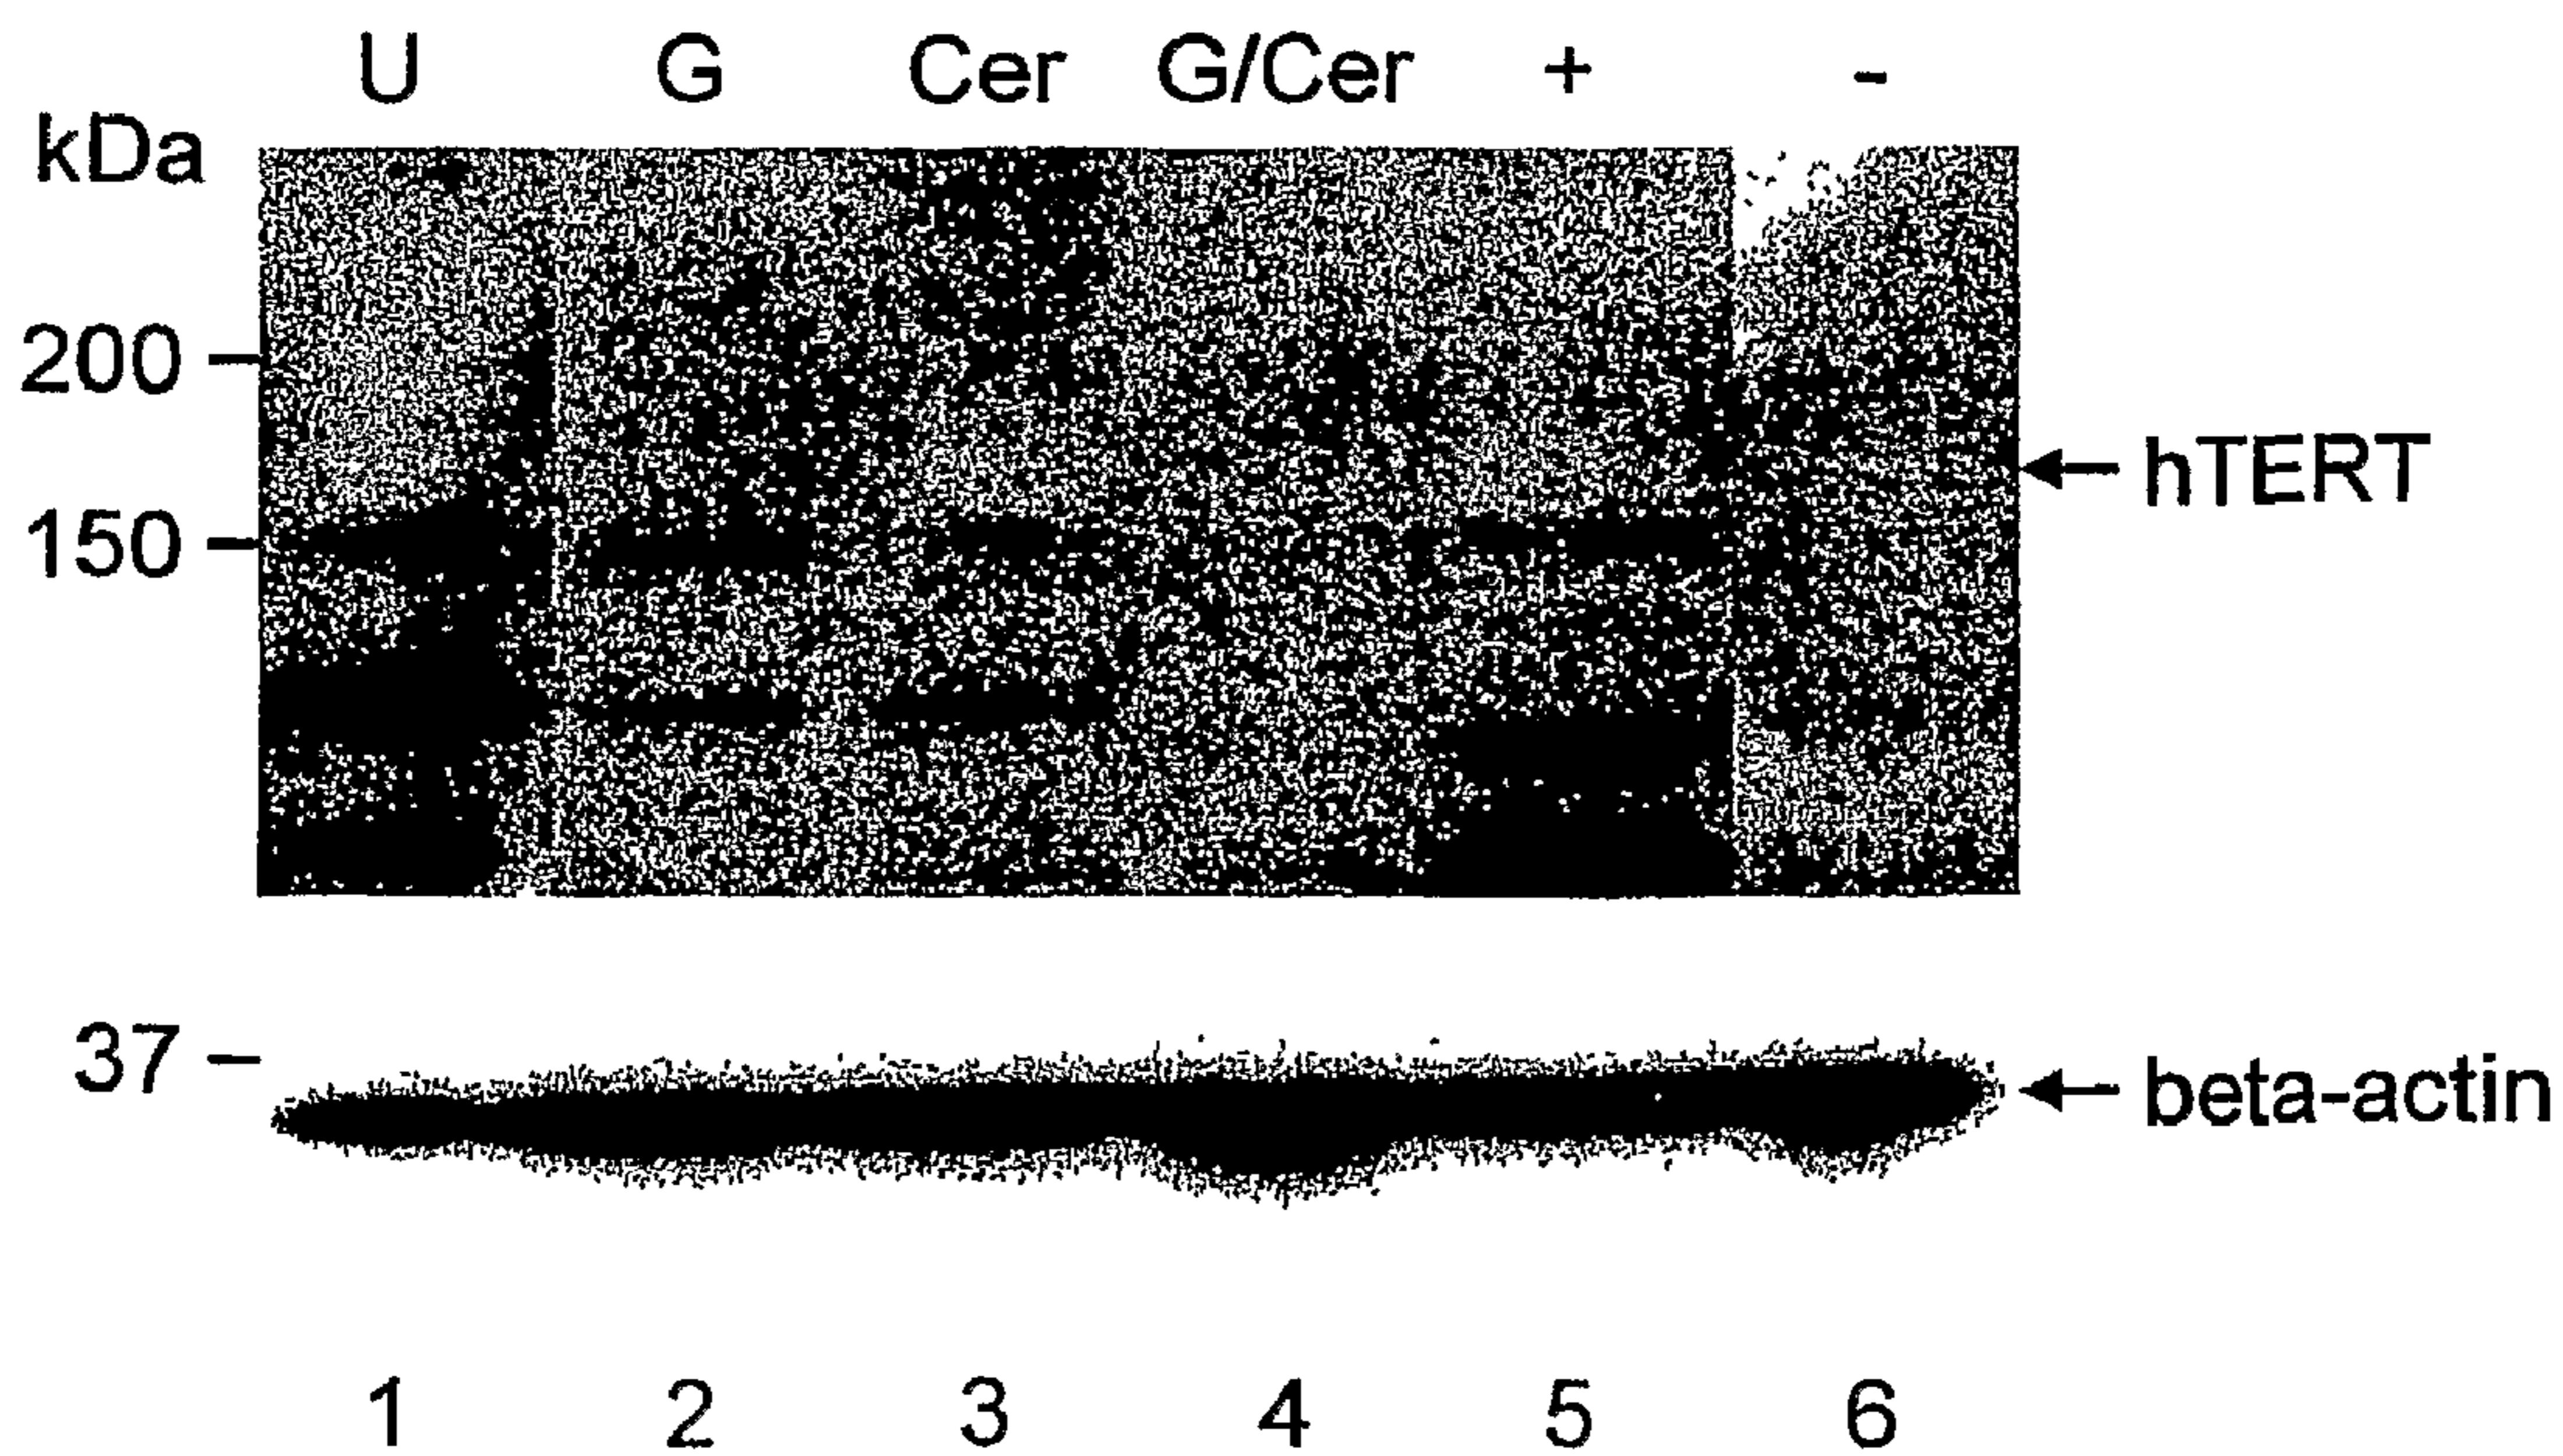 U G Cer G/Cer + -
kDa
200
hTERT
150
37
beta-actin
1 2 3 4 5 6